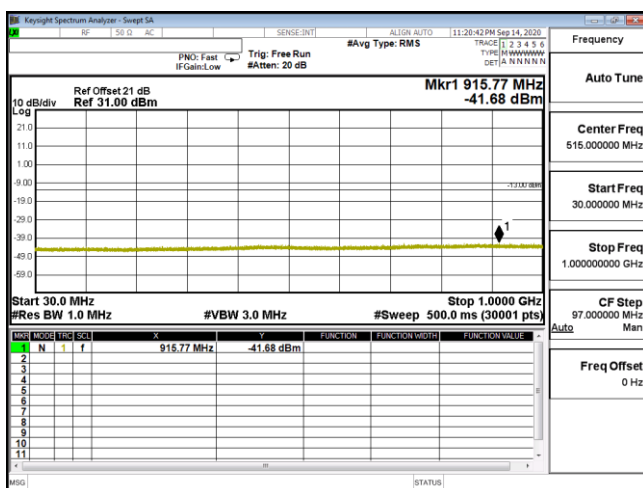 Keysight Spectrum Analyzer - Swept SA
RF 50 Ω AC SENSE:INT ALIGN AUTO 11:20:42 PM Sep 14, 2020
Frequency
#Avg Type: RMS TRACE 1 2 3 4 5 6
PNO: Fast Trig: Free Run TYPE M WWWWW
IFGain:Low #Atten: 20 dB DET A N N N N N
Auto Tune
Mkr1 915.77 MHz
Ref Offset 21 dB
10 dB/div Ref 31.00 dBm -41.68 dBm
Log
21.0
11.0
1.00
-9.00
-13.00 dBm
-19.0
-29.0
-39.0
1
-49.0
-59.0
Start 30.0 MHz Stop 1.0000 GHz
#Res BW 1.0 MHz #VBW 3.0 MHz #Sweep 500.0 ms (30001 pts)
Center Freq
515.000000 MHz
Start Freq
30.000000 MHz
Stop Freq
1.000000000 GHz
CF Step
97.000000 MHz
Auto Man
Freq Offset
0 Hz
MKR MODE TRC SCL X Y FUNCTION FUNCTION WIDTH FUNCTION VALUE
1 N 1 f 915.77 MHz -41.68 dBm
2
3
4
5
6
7
8
9
10
11
MSG STATUS